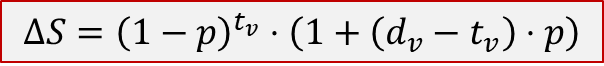 ΔS = (1 − p)^{t_v} · (1 + (d_v − t_v) · p)